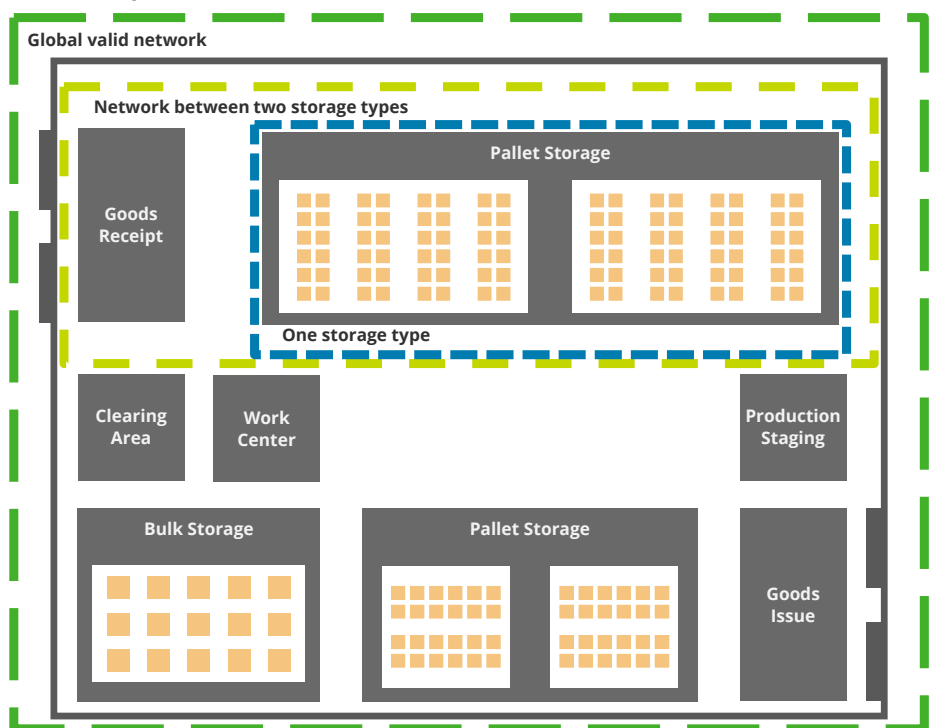 Global valid network
Network between two storage types
Pallet Storage
Goods
Receipt
One storage type
Clearing
Area
Work
Center
Production
Staging
Bulk Storage
Pallet Storage
Goods
Issue